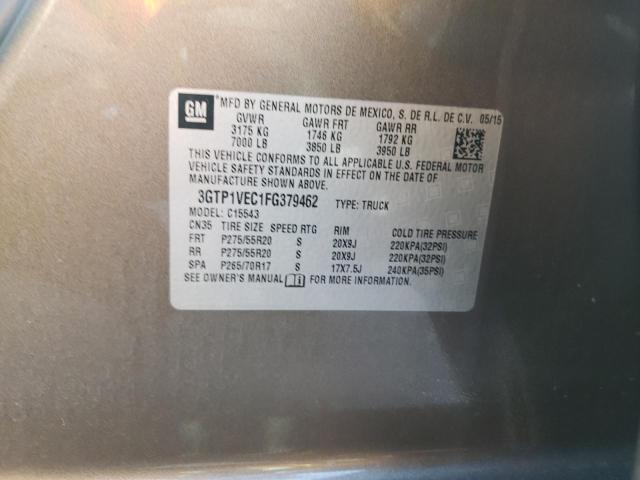 GM
*MFD BY GENERAL MOTORS DE MEXICO, S. DE R.L. DE C.V. 05/15
GVWR GAWR FRT GAWR RR
3175 KG 1746 KG 1792 KG
7000 LB 3850 LB 3950 LB
THIS VEHICLE CONFORMS TO ALL APPLICABLE U.S. FEDERAL MOTOR
VEHICLE SAFETY STANDARDS IN EFFECT ON THE DATE OF
MANUFACTURE SHOWN ABOVE.
3GTP1VEC1FG379462 TYPE: TRUCK
MODEL: C15543
CN35 TIRE SIZE SPEED RTG RIM COLD TIRE PRESSURE
FRT P275/55R20 S 20X9J 220KPA(32PSI)
RR P275/55R20 S 20X9J 220KPA(32PSI)
SPA P265/70R17 S 17X7.5J 240KPA(35PSI)
SEE OWNER'S MANUAL FOR MORE INFORMATION.